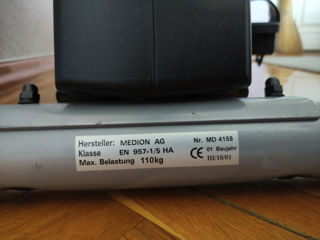 Hersteller: MEDION AG Nr. MD 4158
Klasse EN 957-1/5 HA CE 01 Baujahr
Max. Belastung 110kg III/10/01